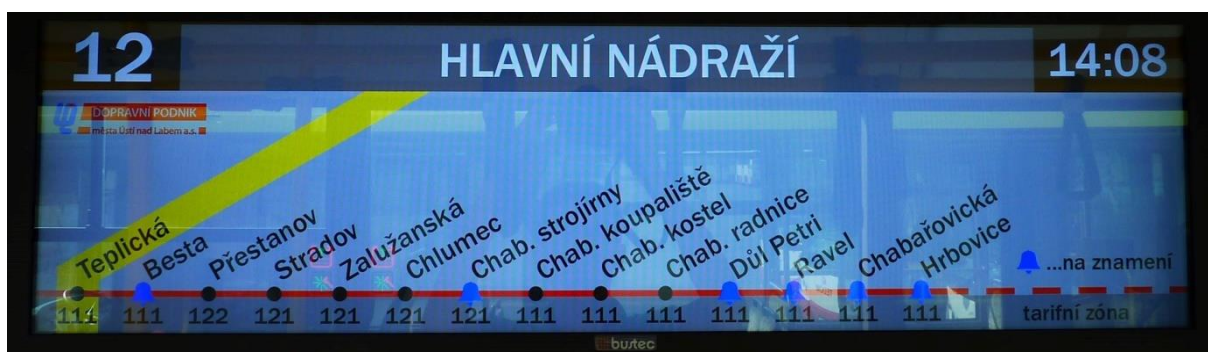 12 HLAVNÍ NÁDRAŽÍ 14:08
DOPRAVNÍ PODNIK
města Ústí nad Labem a.s.
Teplická
Besta
Přestanov
Stradov
Zalužanská
Chlumec
Chab. strojírny
Chab. koupaliště
Chab. kostel
Chab. radnice
Důl Petri
Ravel
Chabařovická
Hrbovice
...na znamení
111 111 122 121 121 121 121 111 111 111 111 111 111 111 tarifní zóna
bustec